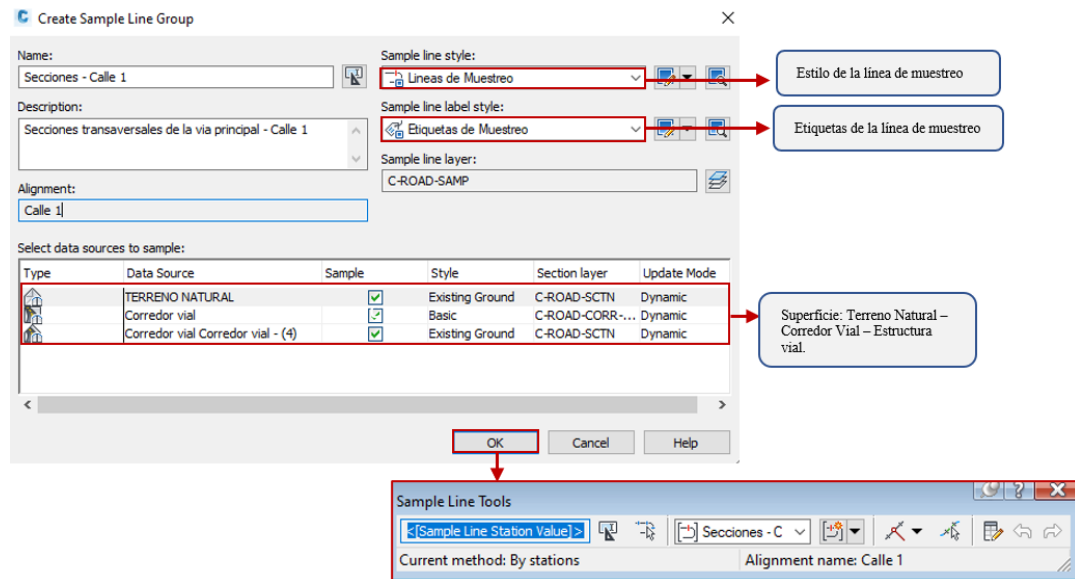 Create Sample Line Group
Name:
Secciones - Calle 1
Description:
Secciones transaversales de la via principal - Calle 1
Alignment:
Calle 1
Sample line style:
Lineas de Muestreo
Sample line label style:
Etiquetas de Muestreo
Sample line layer:
C-ROAD-SAMP
Estilo de la línea de muestreo
Etiquetas de la línea de muestreo
Select data sources to sample:
Type Data Source Sample Style Section layer Update Mode
TERRENO NATURAL Existing Ground C-ROAD-SCTN Dynamic
Corredor vial Basic C-ROAD-CORR-... Dynamic
Corredor vial Corredor vial - (4) Existing Ground C-ROAD-SCTN Dynamic
Superficie: Terreno Natural –
Corredor Vial – Estructura
vial.
OK Cancel Help
Sample Line Tools
<[Sample Line Station Value]> Secciones - C
Current method: By stations Alignment name: Calle 1